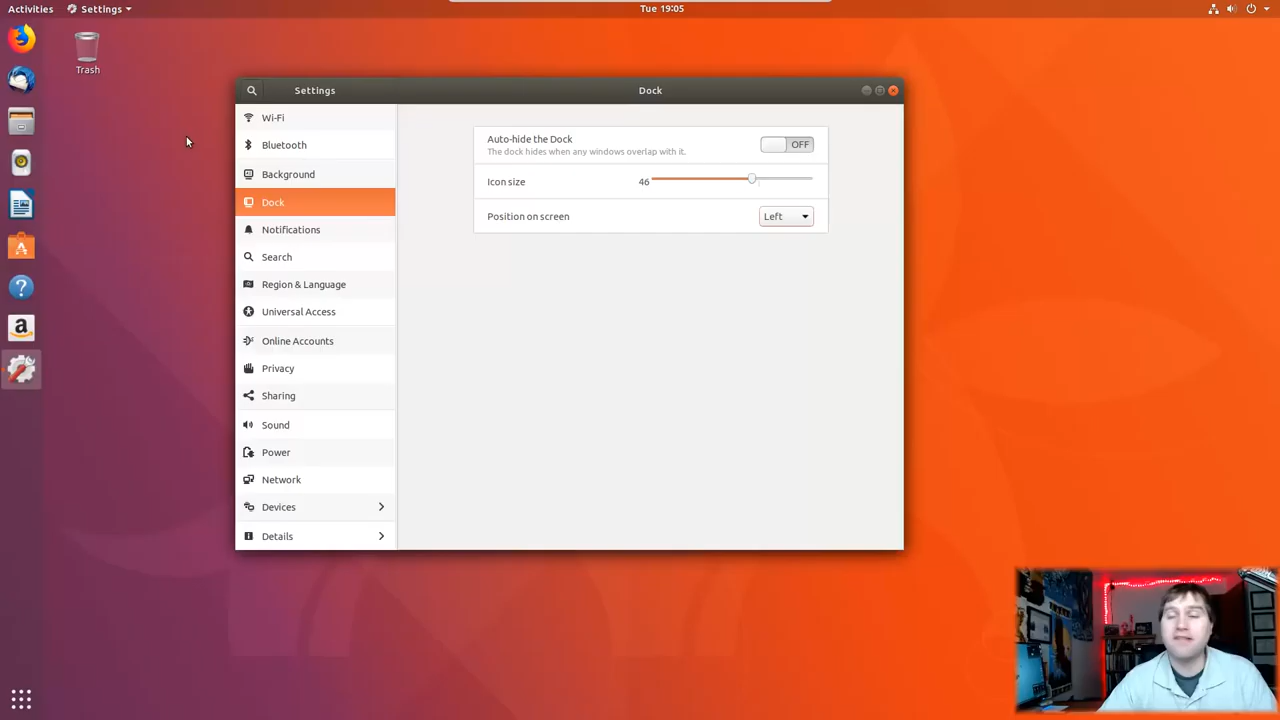 Activities
Settings
Tue 19:05
Trash
Settings
Dock
Wi-Fi
Bluetooth
Background
Dock
Notifications
Search
Region & Language
Universal Access
Online Accounts
Privacy
Sharing
Sound
Power
Network
Devices
Details
Auto-hide the Dock
OFF
The dock hides when any windows overlap with it.
Icon size
46
Position on screen
Left